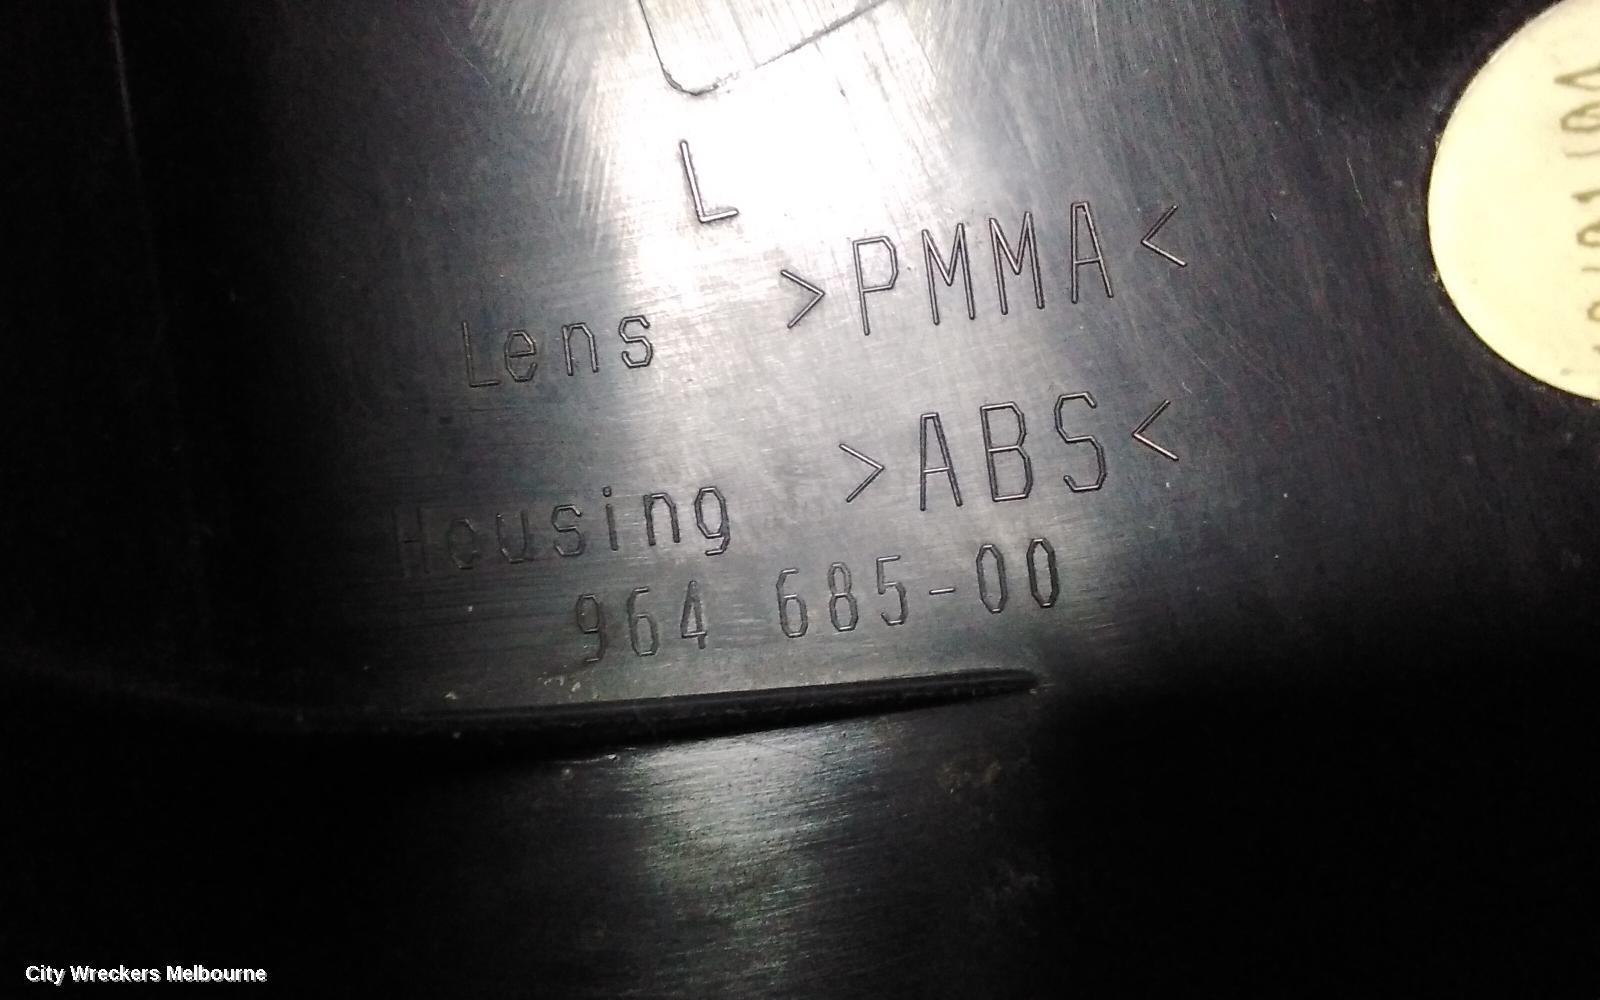 L
Lens >PMMA<
Housing >ABS<
964 685-00
City Wreckers Melbourne